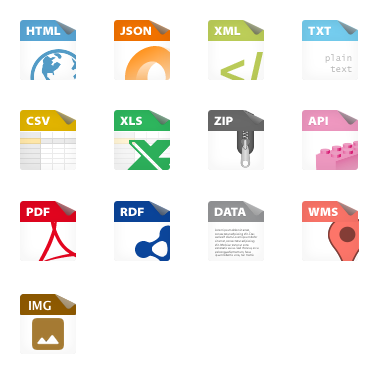 HTML
JSON
XML
TXT
plain
text
CSV
XLS
ZIP
API
PDF
RDF
DATA
WMS
IMG